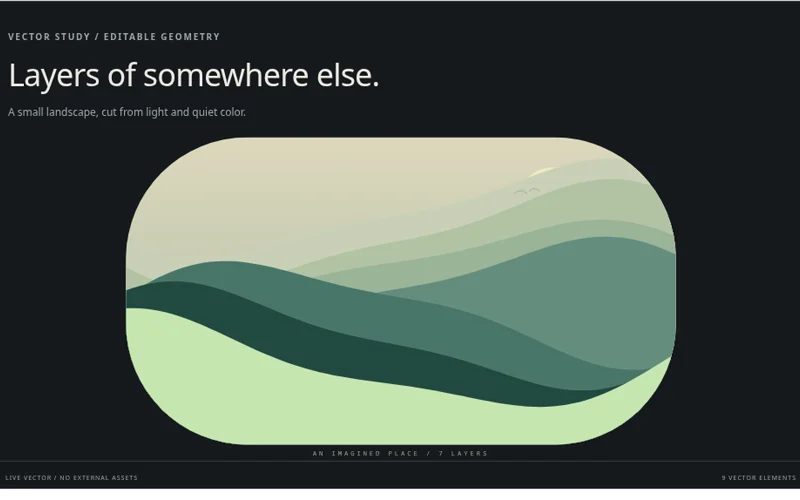 VECTOR STUDY / EDITABLE GEOMETRY
Layers of somewhere else.
A small landscape, cut from light and quiet color.
AN IMAGINED PLACE / 7 LAYERS
LIVE VECTOR / NO EXTERNAL ASSETS
9 VECTOR ELEMENTS